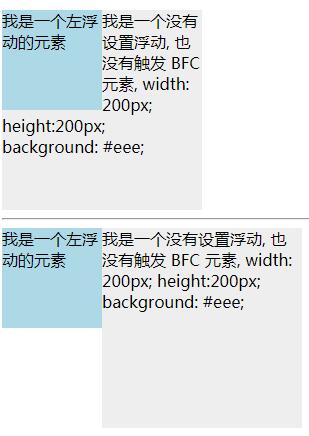 我是一个左浮
动的元素
我是一个没有
设置浮动, 也
没有触发 BFC
元素, width:
200px;
height:200px;
background: #eee;
我是一个左浮
动的元素
我是一个没有设置浮动, 也
没有触发 BFC 元素, width:
200px; height:200px;
background: #eee;